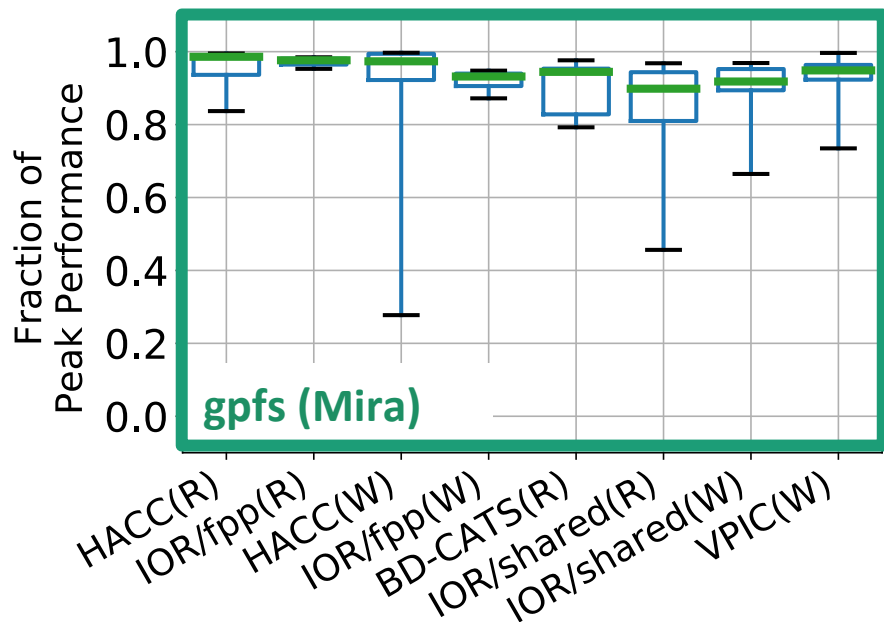 Fraction of
Peak Performance
1.0
0.8
0.6
0.4
0.2
0.0
gpfs (Mira)
HACC(R)
IOR/fpp(R)
HACC(W)
IOR/fpp(W)
BD-CATS(R)
IOR/shared(R)
IOR/shared(W)
VPIC(W)